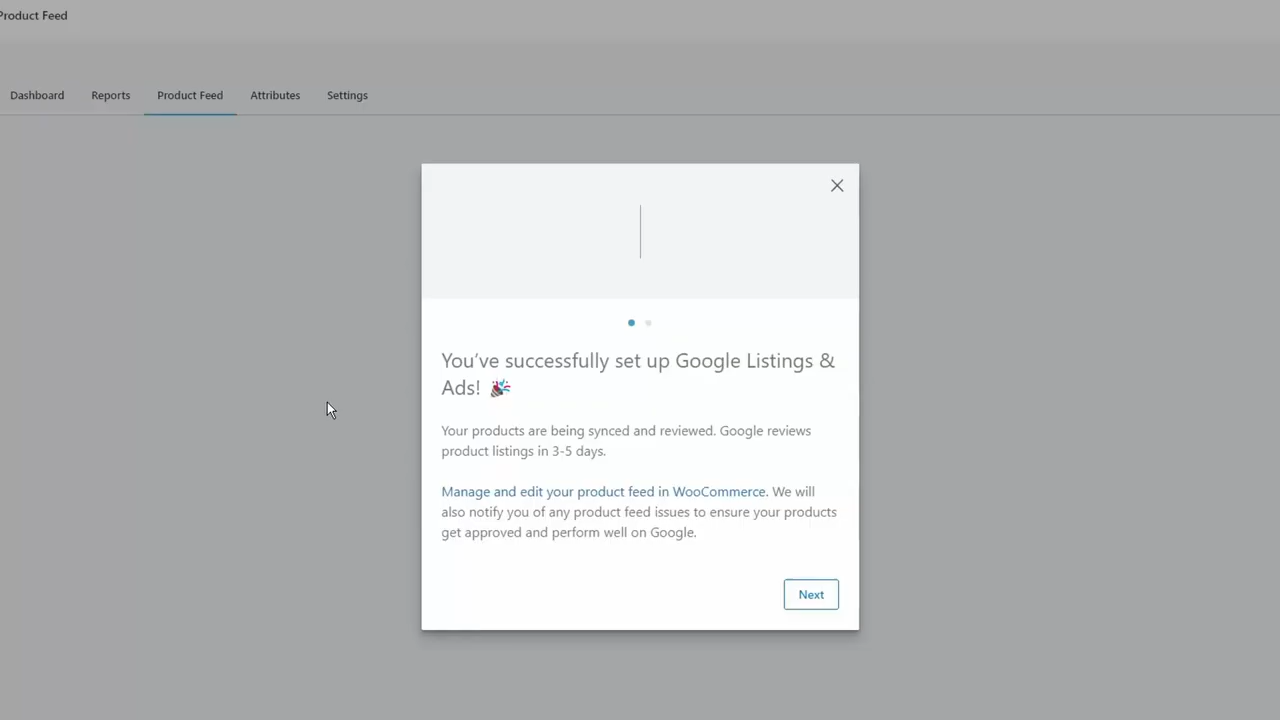 Product Feed
Dashboard Reports Product Feed Attributes Settings
You've successfully set up Google Listings &
Ads! 🎉
Your products are being synced and reviewed. Google reviews
product listings in 3-5 days.
Manage and edit your product feed in WooCommerce. We will
also notify you of any product feed issues to ensure your products
get approved and perform well on Google.
Next